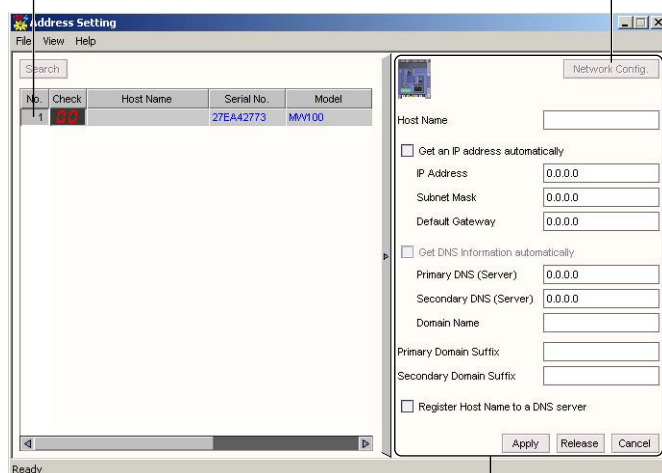 Address Setting
File View Help
Search
No. Check Host Name Serial No. Model
1 00 27EA42773 MW100
Network Config.
Host Name
Get an IP address automatically
IP Address 0.0.0.0
Subnet Mask 0.0.0.0
Default Gateway 0.0.0.0
Get DNS Information automatically
Primary DNS (Server) 0.0.0.0
Secondary DNS (Server) 0.0.0.0
Domain Name
Primary Domain Suffix
Secondary Domain Suffix
Register Host Name to a DNS server
Apply Release Cancel
Ready